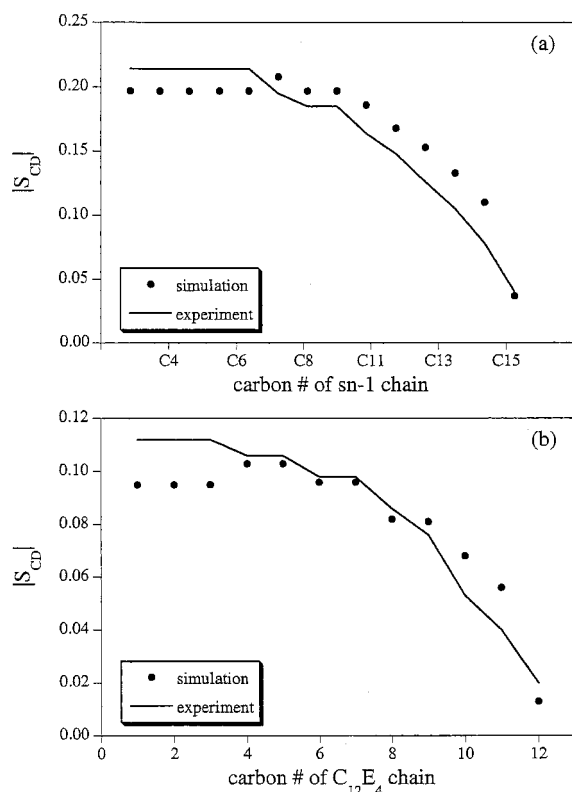 (a)
0.25
0.20
0.15
0.10
0.05
0.00
|S_CD|
simulation
experiment
C4 C6 C8 C11 C13 C15
carbon # of sn-1 chain
(b)
0.12
0.10
0.08
0.06
0.04
0.02
0.00
|S_CD|
simulation
experiment
0 2 4 6 8 10 12
carbon # of C₁₂E₄ chain